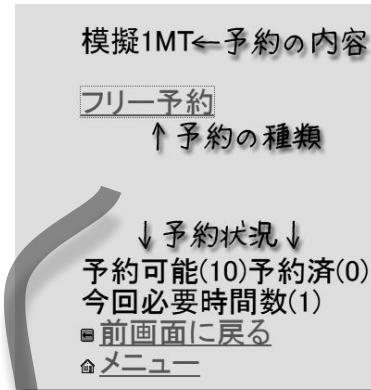 模擬1MT←予約の内容
フリー予約
↑予約の種類
↓予約状況↓
予約可能(10)予約済(0)
今回必要時間数(1)
前画面に戻る
メニュー